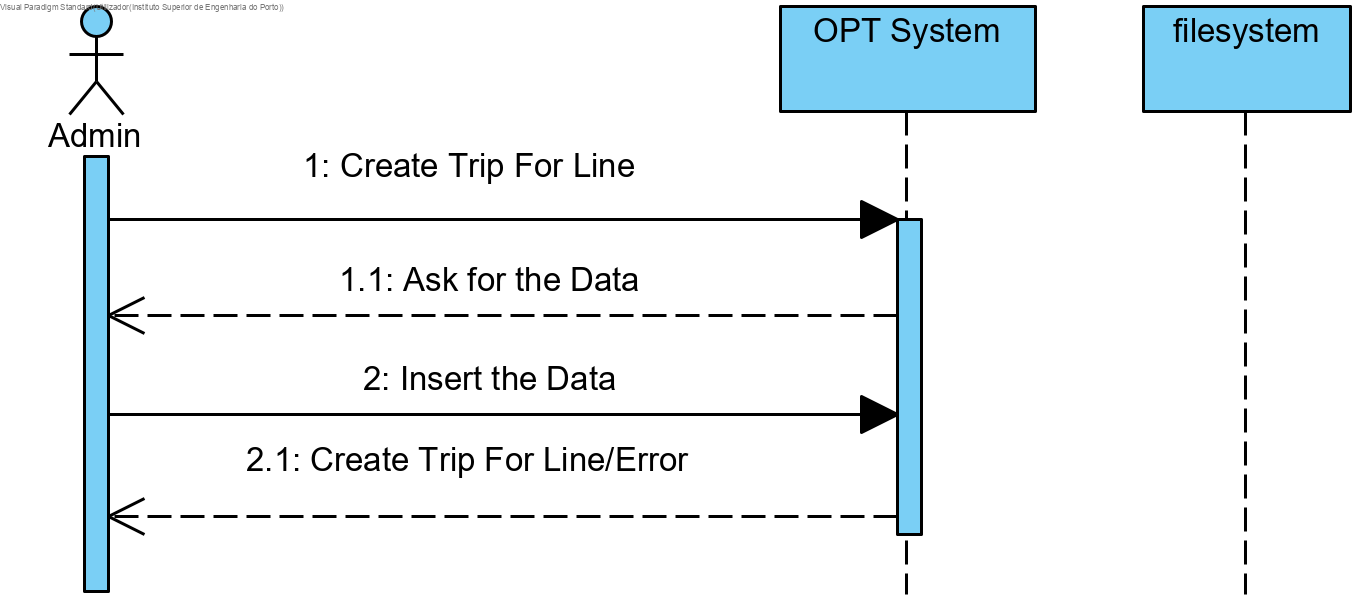 Visual Paradigm Standard(Utilizador(Instituto Superior de Engenharia do Porto))
OPT System
filesystem
Admin
1: Create Trip For Line
1.1: Ask for the Data
2: Insert the Data
2.1: Create Trip For Line/Error